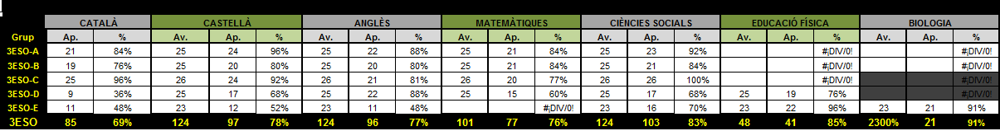 CATALÀ CASTELLÀ ANGLÈS MATEMÀTIQUES CIÈNCIES SOCIALS EDUCACIÓ FÍSICA BIOLOGIA
Grup Ap. % Av. Ap. % Av. Ap. % Av. Ap. % Av. Ap. % Av. Ap. % Av. Ap. %
3ESO-A 21 84% 25 24 96% 25 22 88% 25 21 84% 25 23 92% #¡DIV/0! #¡DIV/0!
3ESO-B 19 76% 25 20 80% 25 20 80% 25 21 84% 25 21 84% #¡DIV/0! #¡DIV/0!
3ESO-C 25 96% 26 24 92% 26 21 81% 26 20 77% 26 26 100% #¡DIV/0! #¡DIV/0!
3ESO-D 9 36% 25 17 68% 25 22 88% 25 15 60% 25 17 68% 25 19 76% #¡DIV/0!
3ESO-E 11 48% 23 12 52% 23 11 48% #¡DIV/0! 23 16 70% 23 22 96% 23 21 91%
3ESO 85 69% 124 97 78% 124 96 77% 101 77 76% 124 103 83% 48 41 85% 2300% 21 91%